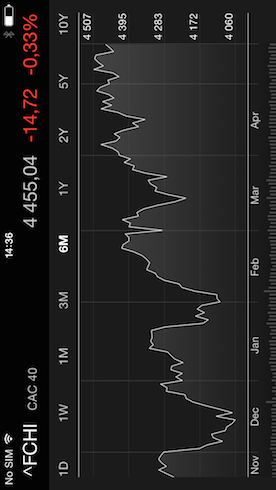 No SIM 14:36
^FCHI CAC 40 4 455,04 -14,72 -0,33%
1D 1W 1M 3M 6M 1Y 2Y 5Y 10Y
4 507
4 395
4 283
4 172
4 060
Nov Dec Jan Feb Mar Apr